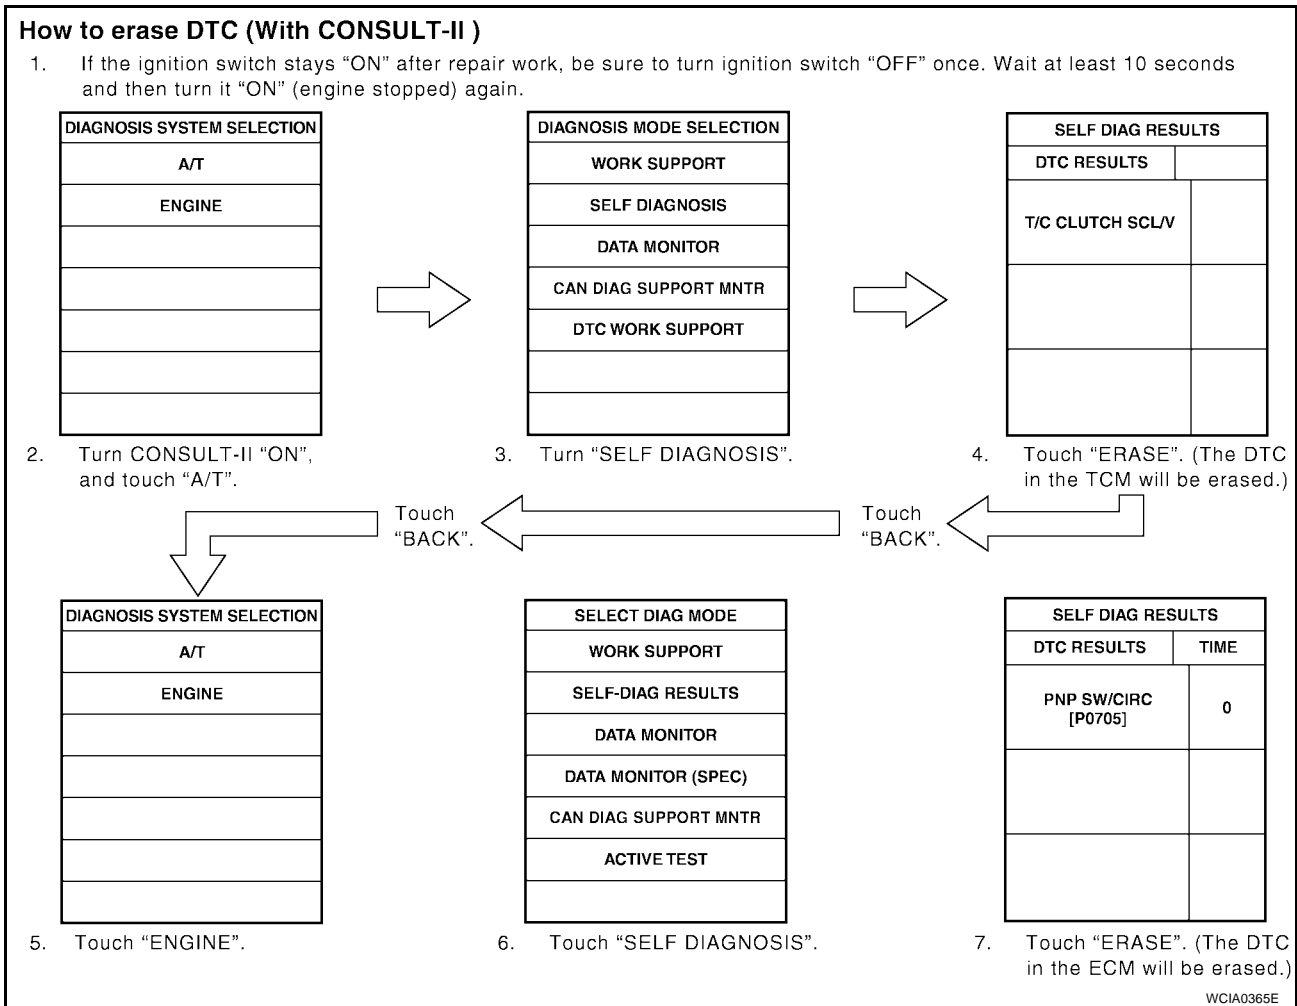 How to erase DTC (With CONSULT-II )
1. If the ignition switch stays “ON” after repair work, be sure to turn ignition switch “OFF” once. Wait at least 10 seconds
and then turn it “ON” (engine stopped) again.
DIAGNOSIS SYSTEM SELECTION
A/T
ENGINE
DIAGNOSIS MODE SELECTION
WORK SUPPORT
SELF DIAGNOSIS
DATA MONITOR
CAN DIAG SUPPORT MNTR
DTC WORK SUPPORT
SELF DIAG RESULTS
DTC RESULTS
T/C CLUTCH SCL/V
2. Turn CONSULT-II “ON”,
and touch “A/T”.
3. Turn “SELF DIAGNOSIS”.
4. Touch “ERASE”. (The DTC
in the TCM will be erased.)
Touch
“BACK”.
Touch
“BACK”.
DIAGNOSIS SYSTEM SELECTION
A/T
ENGINE
SELECT DIAG MODE
WORK SUPPORT
SELF-DIAG RESULTS
DATA MONITOR
DATA MONITOR (SPEC)
CAN DIAG SUPPORT MNTR
ACTIVE TEST
SELF DIAG RESULTS
DTC RESULTS TIME
PNP SW/CIRC
[P0705]
0
5. Touch “ENGINE”.
6. Touch “SELF DIAGNOSIS”.
7. Touch “ERASE”. (The DTC
in the ECM will be erased.)
WCIA0365E